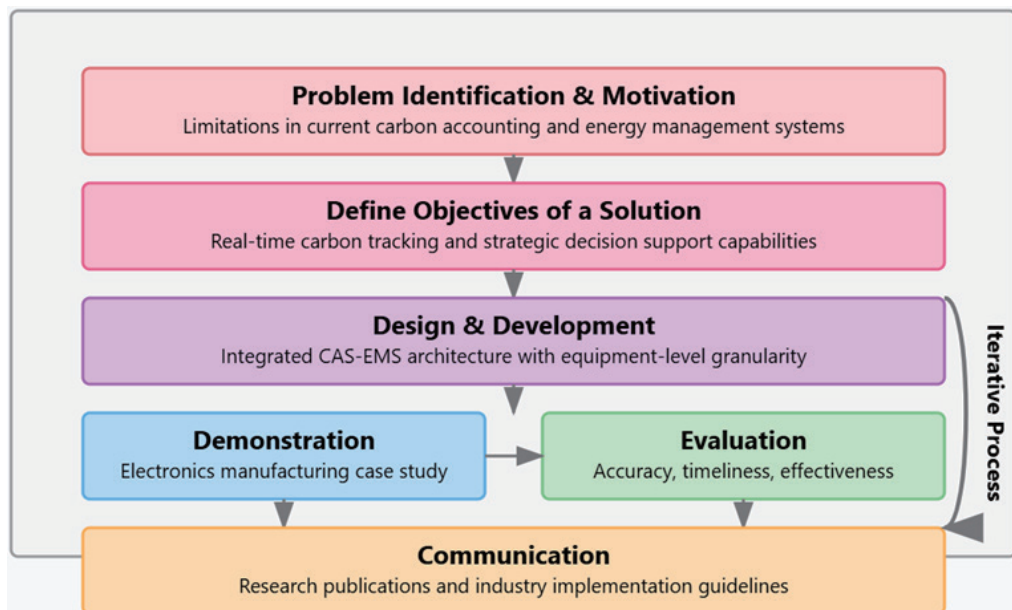 Problem Identification & Motivation
Limitations in current carbon accounting and energy management systems
Define Objectives of a Solution
Real-time carbon tracking and strategic decision support capabilities
Design & Development
Integrated CAS-EMS architecture with equipment-level granularity
Iterative Process
Demonstration
Electronics manufacturing case study
Evaluation
Accuracy, timeliness, effectiveness
Communication
Research publications and industry implementation guidelines